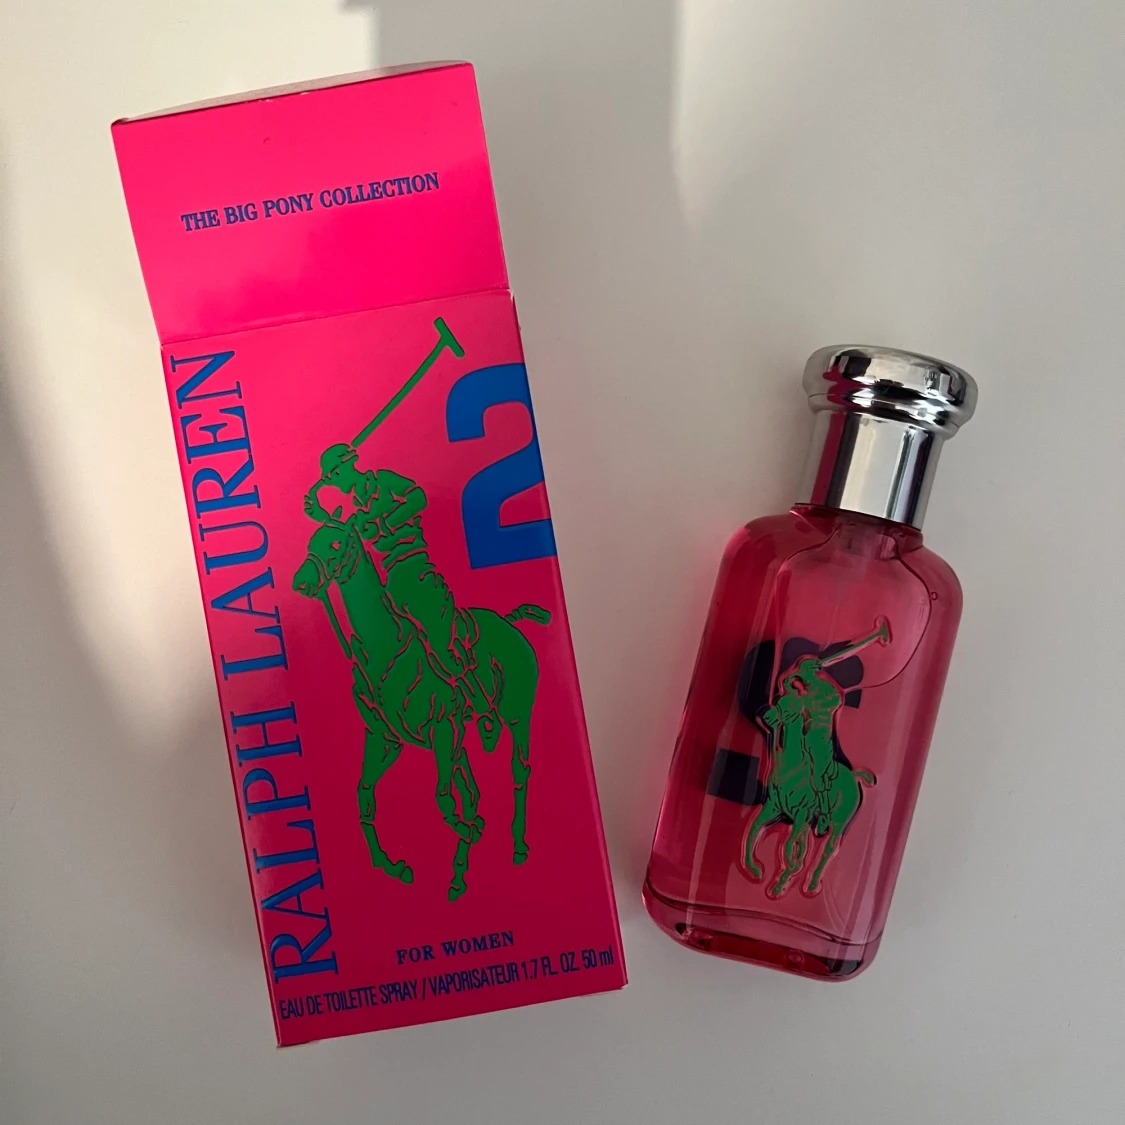 THE BIG PONY COLLECTION
RALPH LAUREN
2
FOR WOMEN
EAU DE TOILETTE SPRAY / VAPORISATEUR 1.7 FL. OZ. 50 ml
2